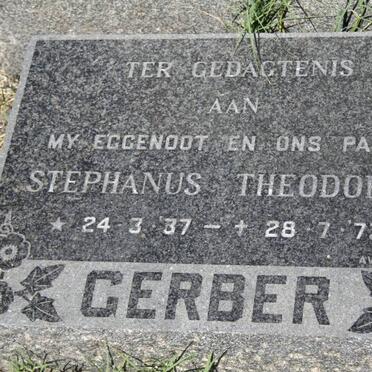 TER GEDAGTENIS
AAN
MY EGGENOOT EN ONS PA
STEPHANUS THEODO
* 24·3·37 – + 28·7·7
GERBER